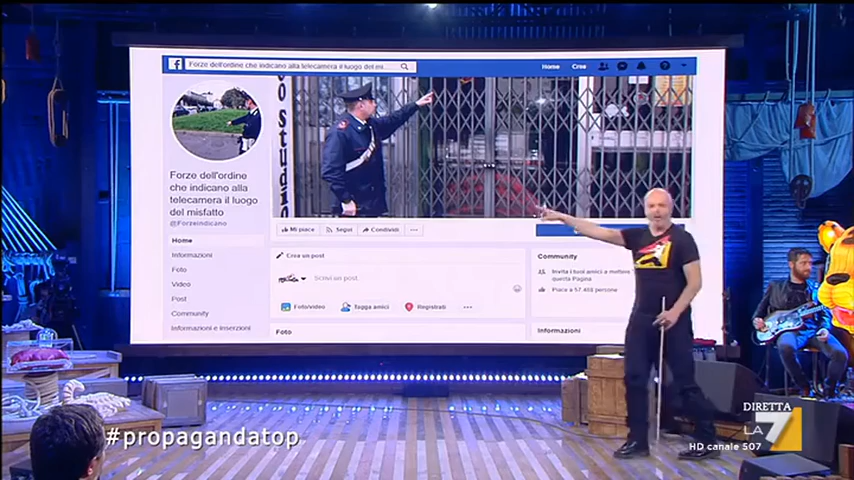 Forze dell'ordine che indicano alla telecamera il luogo del mi...
Home Crea
Forze dell'ordine
che indicano alla
telecamera il luogo
del misfatto
@Forzeindicano
Home
Informazioni
Foto
Video
Post
Community
Informazioni e inserzioni
Studio
Mi piace
Segui
Condividi
Crea un post
Scrivi un post
Foto/video
Tagga amici
Registrati
Foto
Community
Invita i tuoi amici a mettere
questa Pagina
Piace a 57.468 persone
Informazioni
#propagandatop
DIRETTA
LA 7
HD canale 507